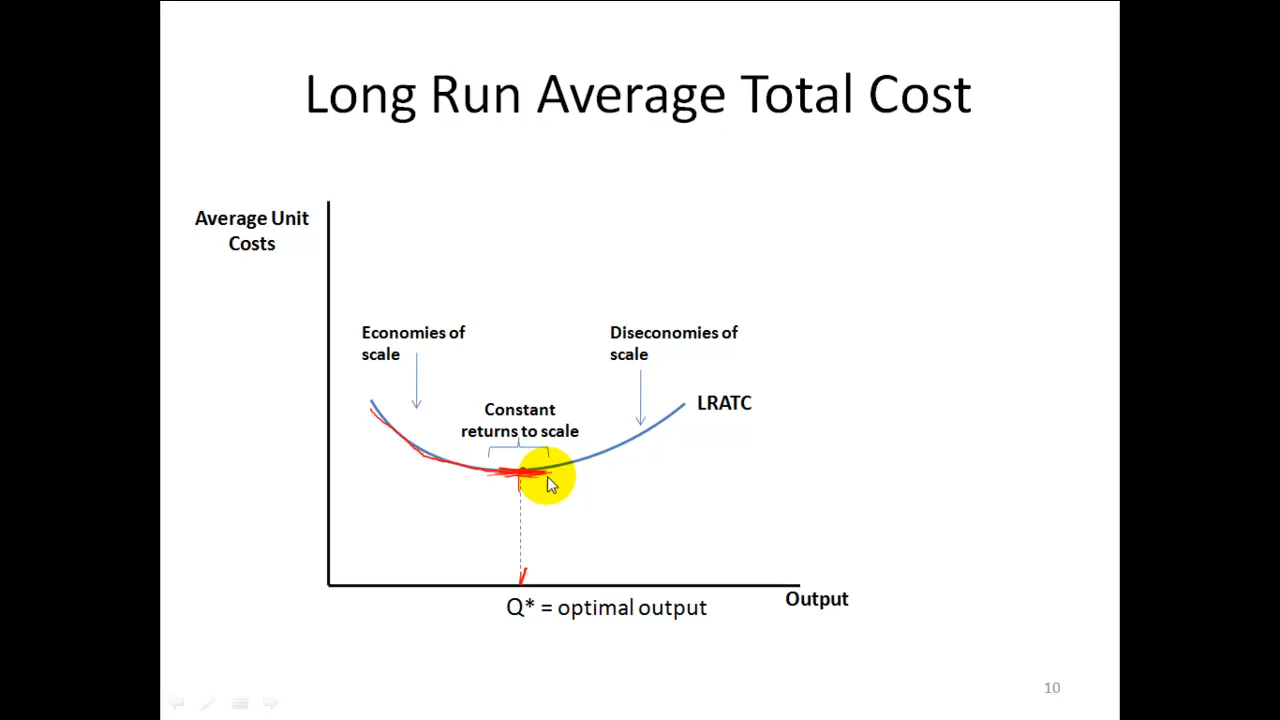 Long Run Average Total Cost
Average Unit
Costs
Economies of
scale
Diseconomies of
scale
Constant
returns to scale
LRATC
Output
Q* = optimal output
10